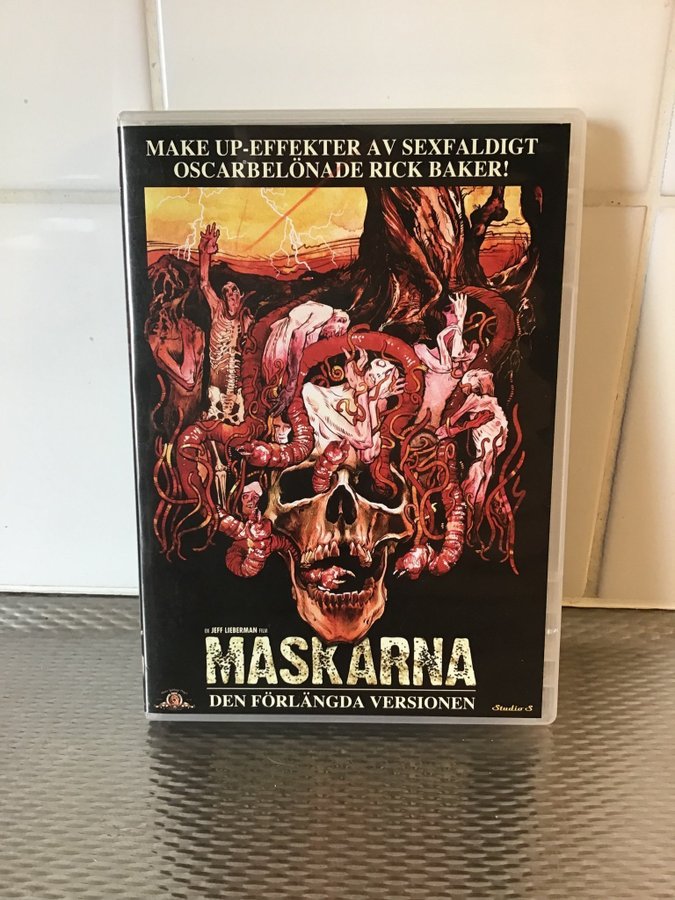 MAKE UP-EFFEKTER AV SEXFALDIGT
OSCARBELÖNADE RICK BAKER!
EN JEFF LIEBERMAN FILM
MASKARNA
DEN FÖRLÄNGDA VERSIONEN
Studio S